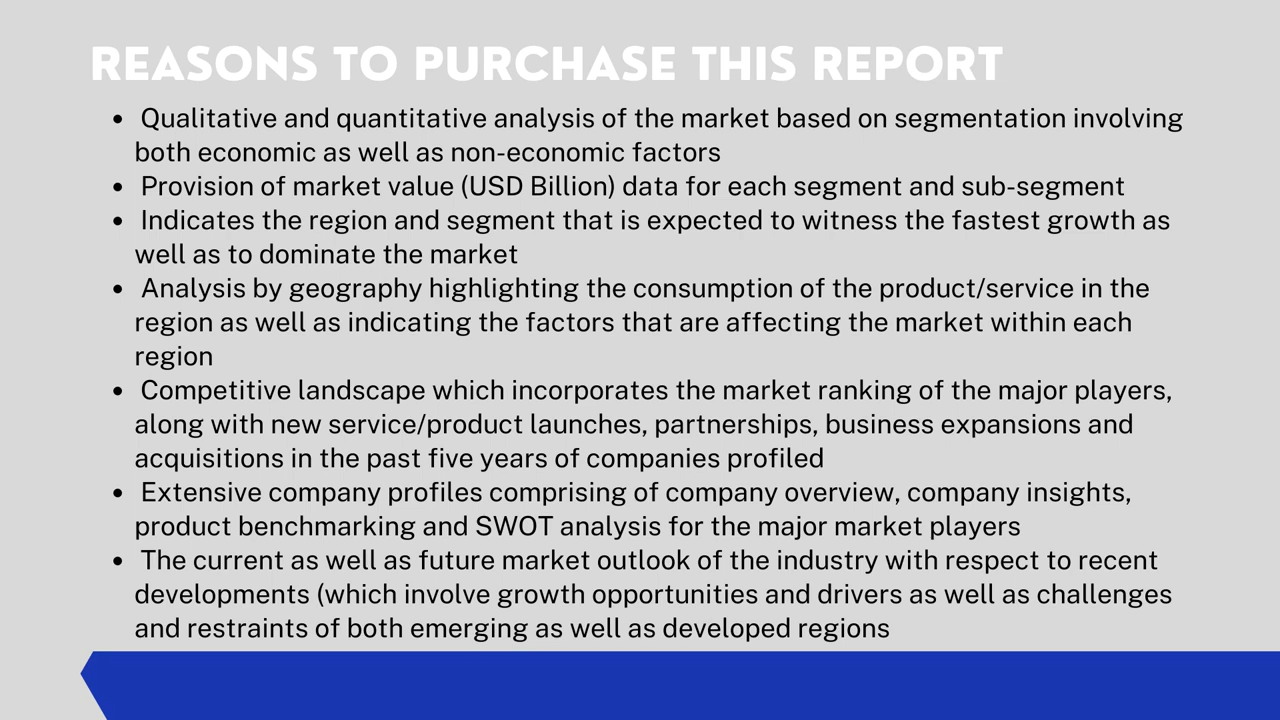 REASONS TO PURCHASE THIS REPORT
• Qualitative and quantitative analysis of the market based on segmentation involving
both economic as well as non-economic factors
• Provision of market value (USD Billion) data for each segment and sub-segment
• Indicates the region and segment that is expected to witness the fastest growth as
well as to dominate the market
• Analysis by geography highlighting the consumption of the product/service in the
region as well as indicating the factors that are affecting the market within each
region
• Competitive landscape which incorporates the market ranking of the major players,
along with new service/product launches, partnerships, business expansions and
acquisitions in the past five years of companies profiled
• Extensive company profiles comprising of company overview, company insights,
product benchmarking and SWOT analysis for the major market players
• The current as well as future market outlook of the industry with respect to recent
developments (which involve growth opportunities and drivers as well as challenges
and restraints of both emerging as well as developed regions